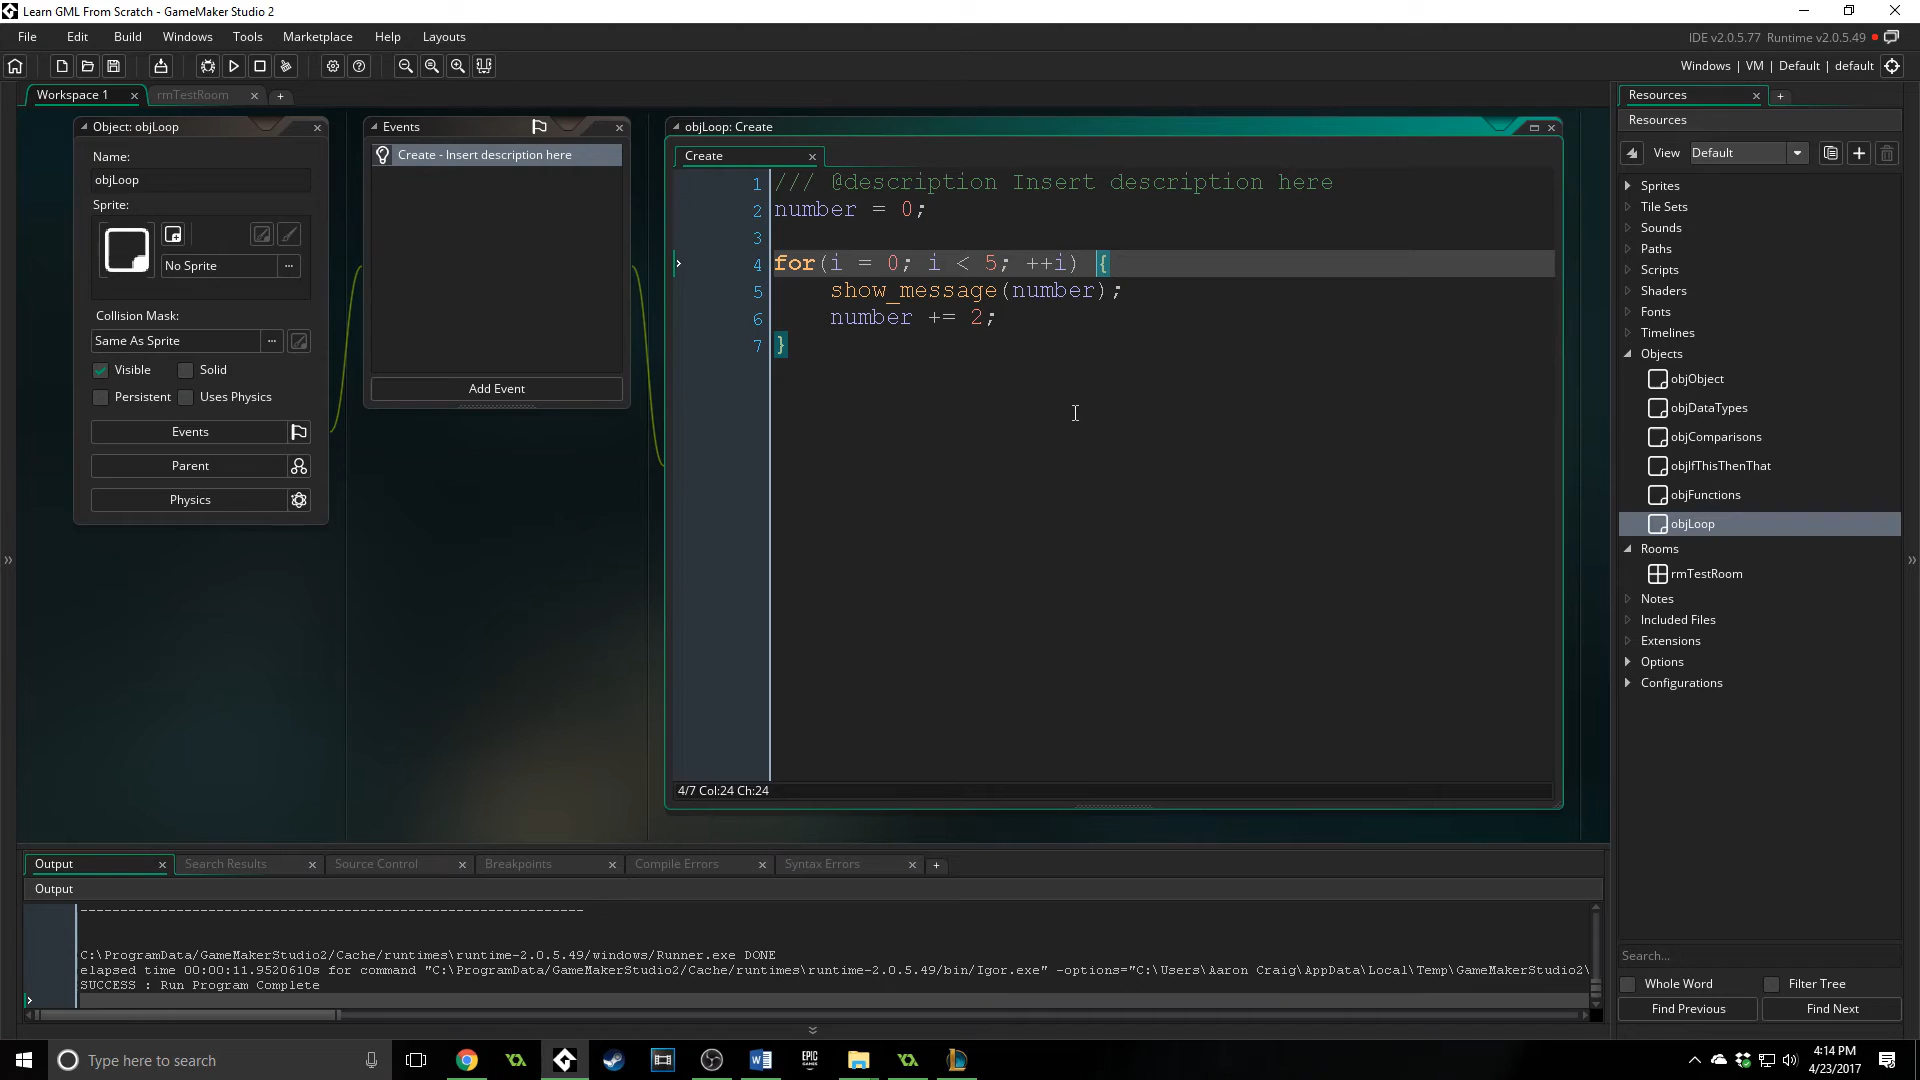 Learn GML From Scratch - GameMaker Studio 2
File Edit Build Windows Tools Marketplace Help Layouts
IDE v2.0.5.77 Runtime v2.0.5.49
Windows | VM | Default | default
Workspace 1
rmTestRoom
Object: objLoop
Name:
objLoop
Sprite:
No Sprite
Collision Mask:
Same As Sprite
Visible
Solid
Persistent
Uses Physics
Events
Parent
Physics
Events
Create - Insert description here
Add Event
objLoop: Create
Create
1 /// @description Insert description here
2 number = 0;
3
4 for(i = 0; i < 5; ++i) {
5 show_message(number);
6 number += 2;
7 }
4/7 Col:24 Ch:24
Resources
Resources
View Default
Sprites
Tile Sets
Sounds
Paths
Scripts
Shaders
Fonts
Timelines
Objects
objObject
objDataTypes
objComparisons
objIfThisThenThat
objFunctions
objLoop
Rooms
rmTestRoom
Notes
Included Files
Extensions
Options
Configurations
Search...
Whole Word
Filter Tree
Find Previous
Find Next
Output
Search Results
Source Control
Breakpoints
Compile Errors
Syntax Errors
Output
------------------------------------------------------------
C:\ProgramData/GameMakerStudio2/Cache/runtimes\runtime-2.0.5.49/windows/Runner.exe DONE
elapsed time 00:00:11.9520610s for command "C:\ProgramData/GameMakerStudio2/Cache/runtimes\runtime-2.0.5.49/bin/Igor.exe" -options="C:\Users\Aaron Craig\AppData\Local\Temp\GameMakerStudio2\
SUCCESS : Run Program Complete
Type here to search
EPIC GAMES
4:14 PM
4/23/2017